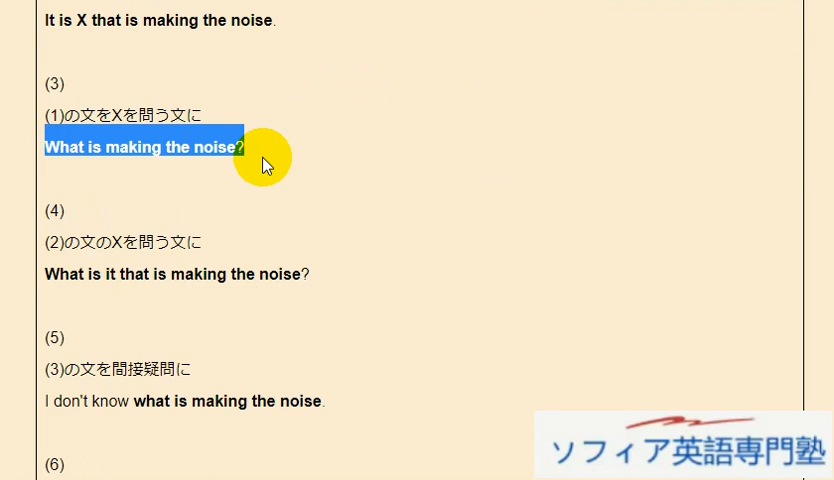 It is X that is making the noise.
(3)
(1)の文をXを問う文に
What is making the noise?
(4)
(2)の文のXを問う文に
What is it that is making the noise?
(5)
(3)の文を間接疑問に
I don't know what is making the noise.
ソフィア英語専門塾
(6)